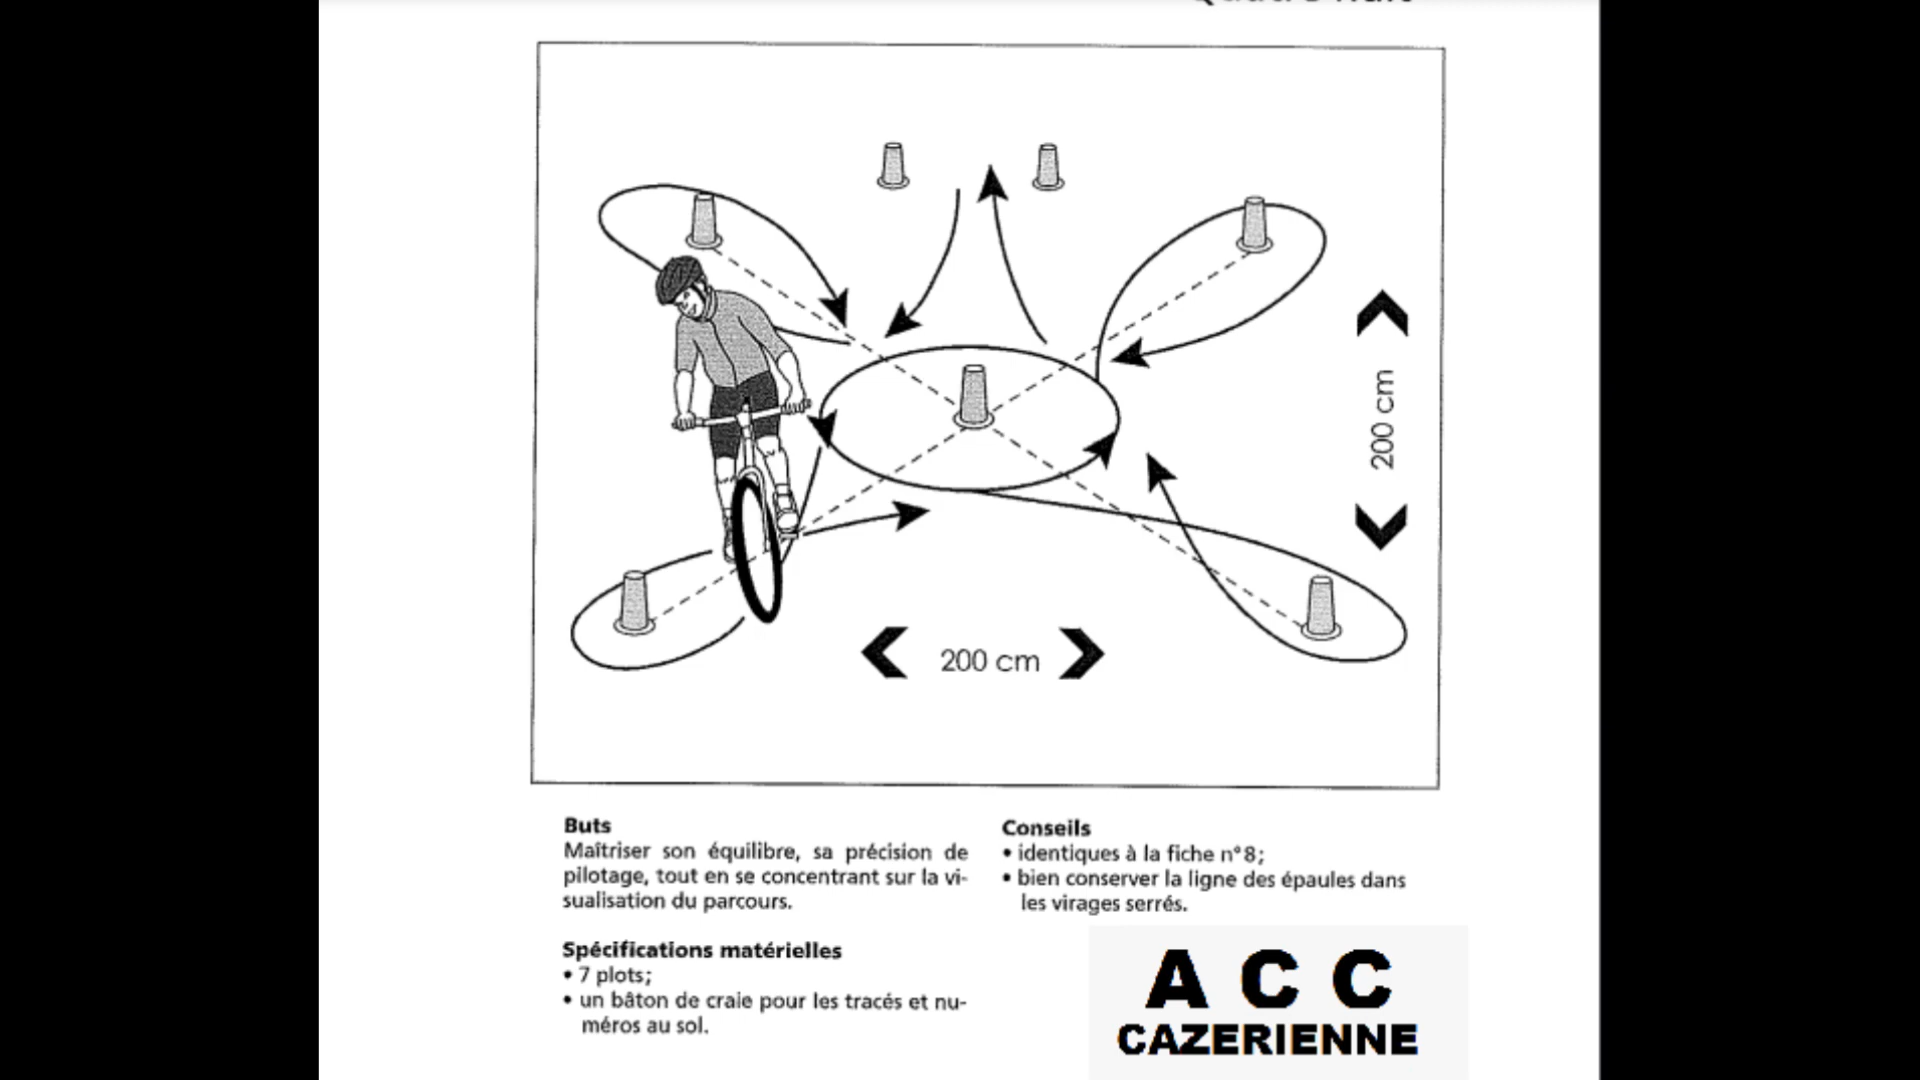 200 cm
200 cm
Buts
Maîtriser son équilibre, sa précision de
pilotage, tout en se concentrant sur la vi-
sualisation du parcours.
Spécifications matérielles
• 7 plots;
• un bâton de craie pour les tracés et nu-
méros au sol.
Conseils
• identiques à la fiche n°8;
• bien conserver la ligne des épaules dans
les virages serrés.
A C C
CAZERIENNE